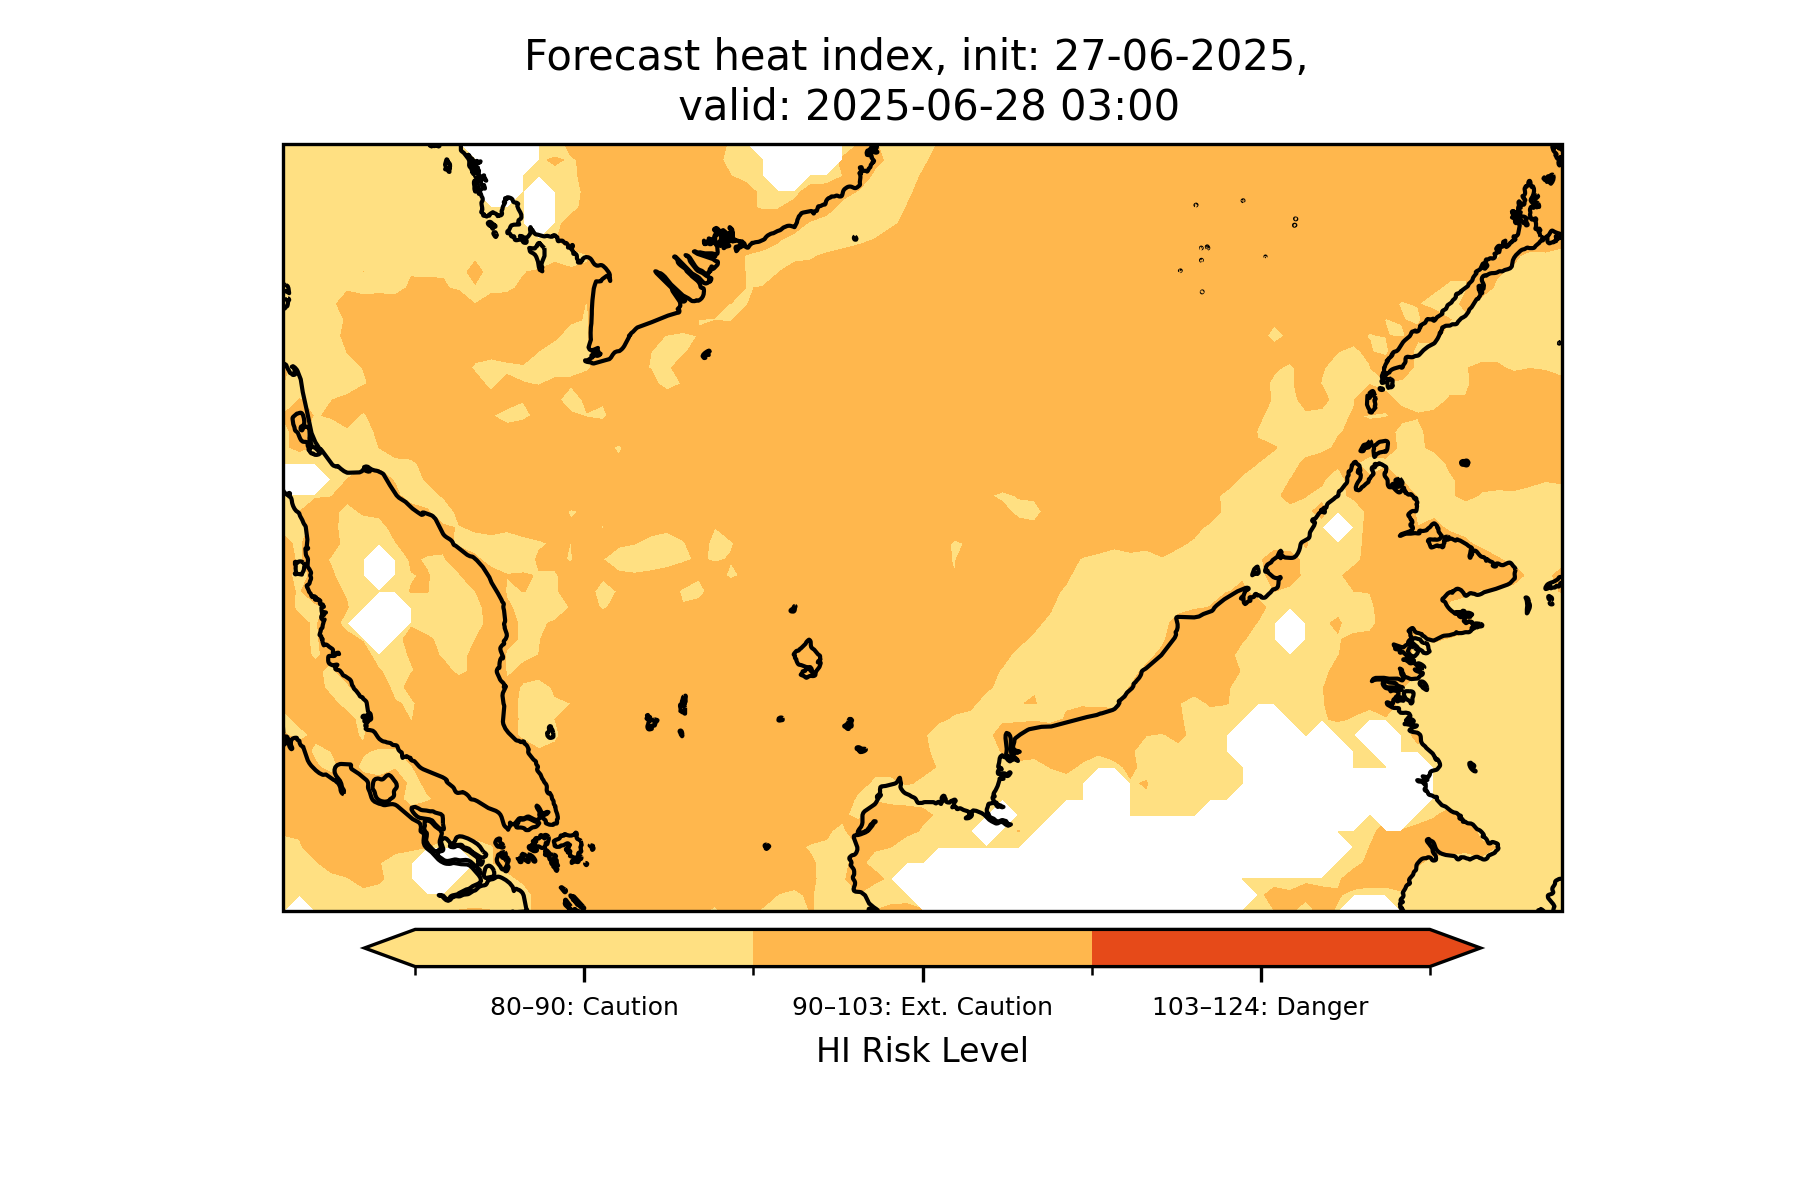 Forecast heat index, init: 27-06-2025,
valid: 2025-06-28 03:00
80–90: Caution
90–103: Ext. Caution
103–124: Danger
HI Risk Level